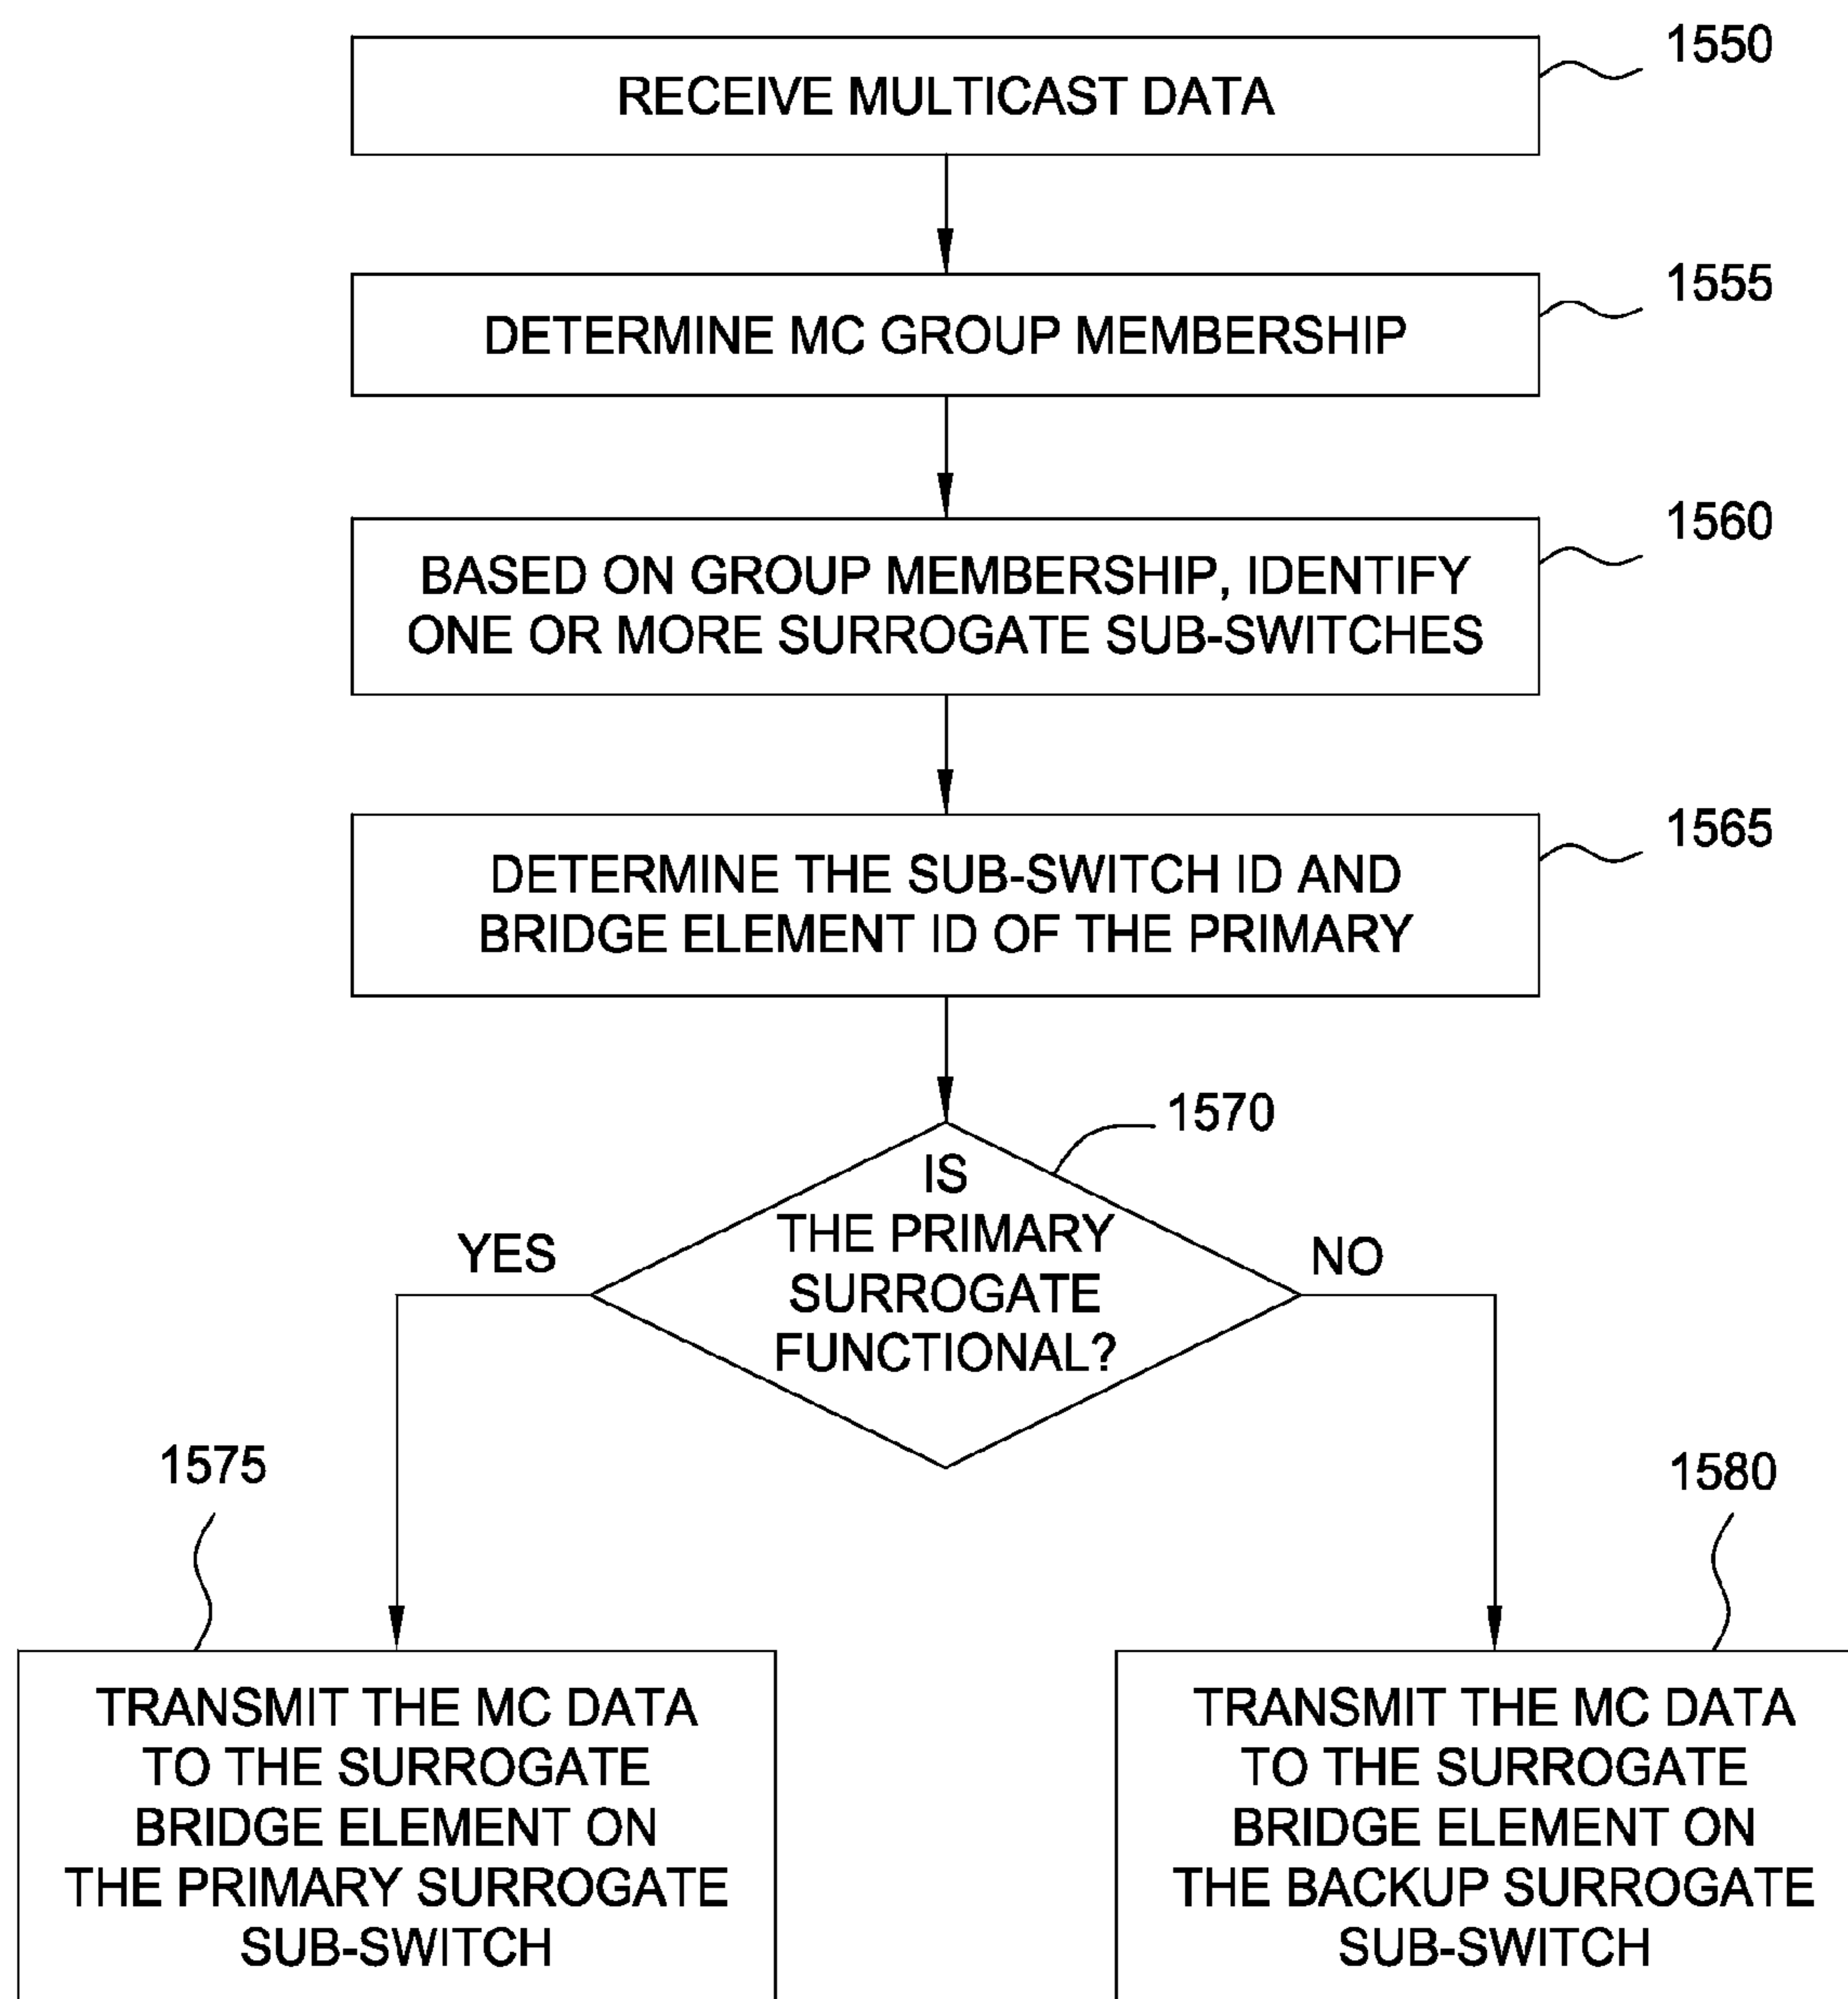 1550
RECEIVE MULTICAST DATA
1555
DETERMINE MC GROUP MEMBERSHIP
1560
BASED ON GROUP MEMBERSHIP, IDENTIFY
ONE OR MORE SURROGATE SUB-SWITCHES
1565
DETERMINE THE SUB-SWITCH ID AND
BRIDGE ELEMENT ID OF THE PRIMARY
1570
IS
THE PRIMARY
SURROGATE
FUNCTIONAL?
YES
NO
1575
TRANSMIT THE MC DATA
TO THE SURROGATE
BRIDGE ELEMENT ON
THE PRIMARY SURROGATE
SUB-SWITCH
1580
TRANSMIT THE MC DATA
TO THE SURROGATE
BRIDGE ELEMENT ON
THE BACKUP SURROGATE
SUB-SWITCH